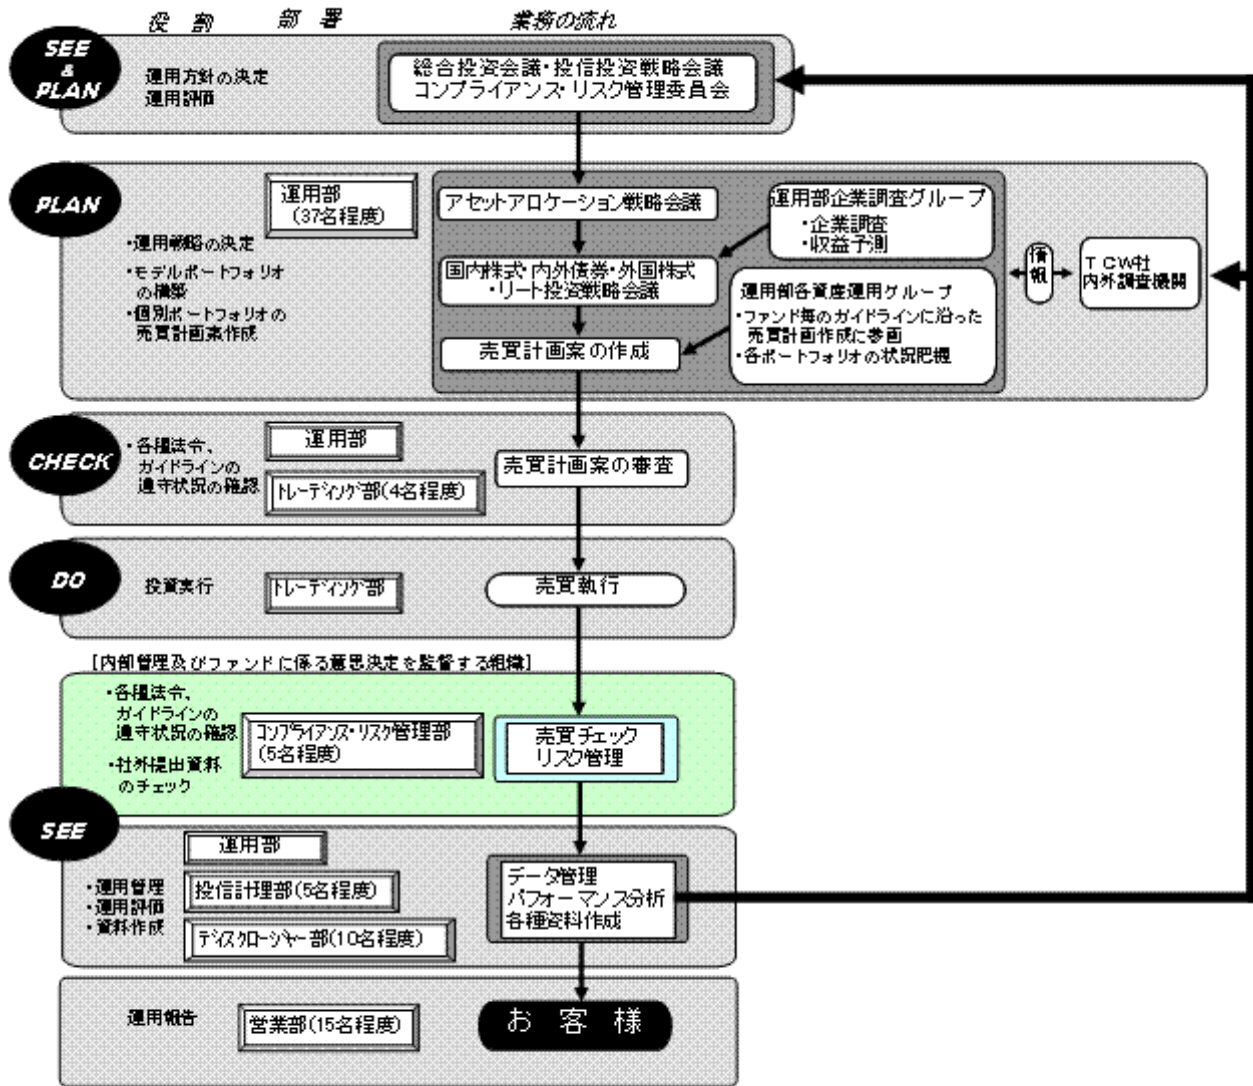 役 割 部 署 業務の流れ
SEE
&
PLAN
運用方針の決定
運用評価
総合投資会議・投信投資戦略会議
コンプライアンス・リスク管理委員会
PLAN
運用部
(37名程度)
・運用戦略の決定
・モデルポートフォリオ
の構築
・個別ポートフォリオの
売買計画案作成
アセットアロケーション戦略会議
国内株式・内外債券・外国株式
・リート投資戦略会議
売買計画案の作成
運用部企業調査グループ
・企業調査
・収益予測
運用部各資産運用グループ
・ファンド毎のガイドラインに沿った
売買計画作成に参画
・各ポートフォリオの状況把握
情報
TCW社
内外調査機関
CHECK
・各種法令、
ガイドラインの
遵守状況の確認
運用部
トレーディング部(4名程度)
売買計画案の審査
DO
投資実行
トレーディング部
売買執行
[内部管理及びファンドに係る意思決定を監督する組織]
・各種法令、
ガイドラインの
遵守状況の確認
・社外提出資料
のチェック
コンプライアンス・リスク管理部
(5名程度)
売買チェック
リスク管理
SEE
・運用管理
・運用評価
・資料作成
運用部
投信計理部(5名程度)
ディスクロージャー部(10名程度)
データ管理
パフォーマンス分析
各種資料作成
運用報告
営業部(15名程度)
お 客 様